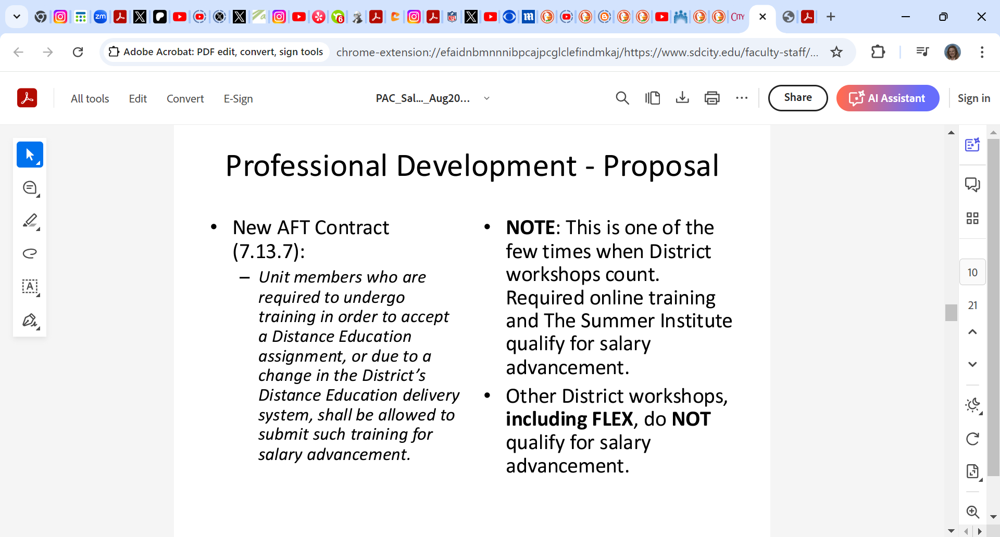 zm
6
NFL
m
CITY
Adobe Acrobat: PDF edit, convert, sign tools
chrome-extension://efaidnbmnnnibpcajpcglclefindmkaj/https://www.sdcity.edu/faculty-staff/...
All tools
Edit
Convert
E-Sign
PAC_Sal..._Aug20...
Share
AI Assistant
Sign in
Professional Development - Proposal
• New AFT Contract
(7.13.7):
– Unit members who are
required to undergo
training in order to accept
a Distance Education
assignment, or due to a
change in the District’s
Distance Education delivery
system, shall be allowed to
submit such training for
salary advancement.
• NOTE: This is one of the
few times when District
workshops count.
Required online training
and The Summer Institute
qualify for salary
advancement.
• Other District workshops,
including FLEX, do NOT
qualify for salary
advancement.
A
10
21